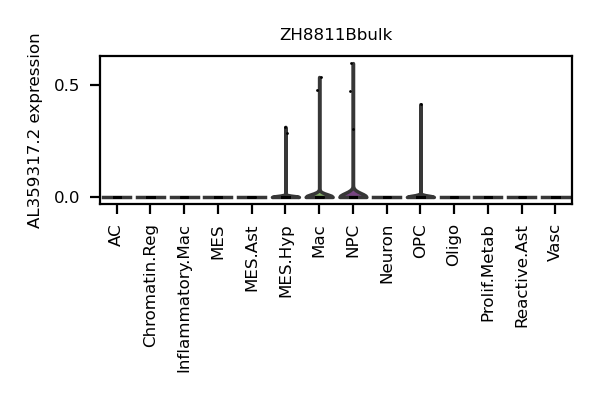 ZH8811Bbulk
AL359317.2 expression
0.5
0.0
AC
Chromatin.Reg
Inflammatory.Mac
MES
MES.Ast
MES.Hyp
Mac
NPC
Neuron
OPC
Oligo
Prolif.Metab
Reactive.Ast
Vasc